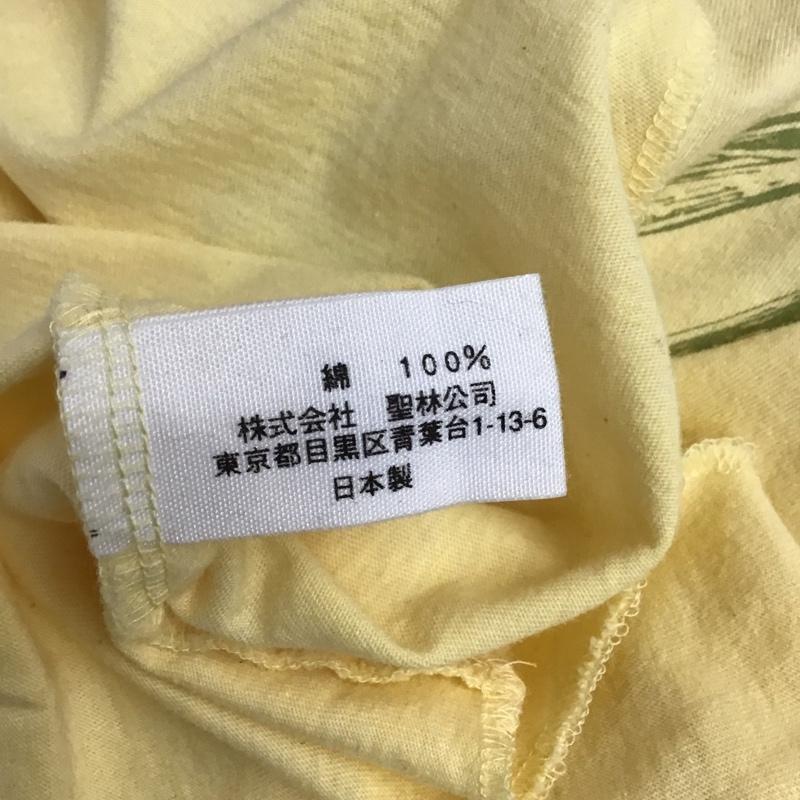 綿 100%
株式会社 聖林公司
東京都目黒区青葉台1-13-6
日本製